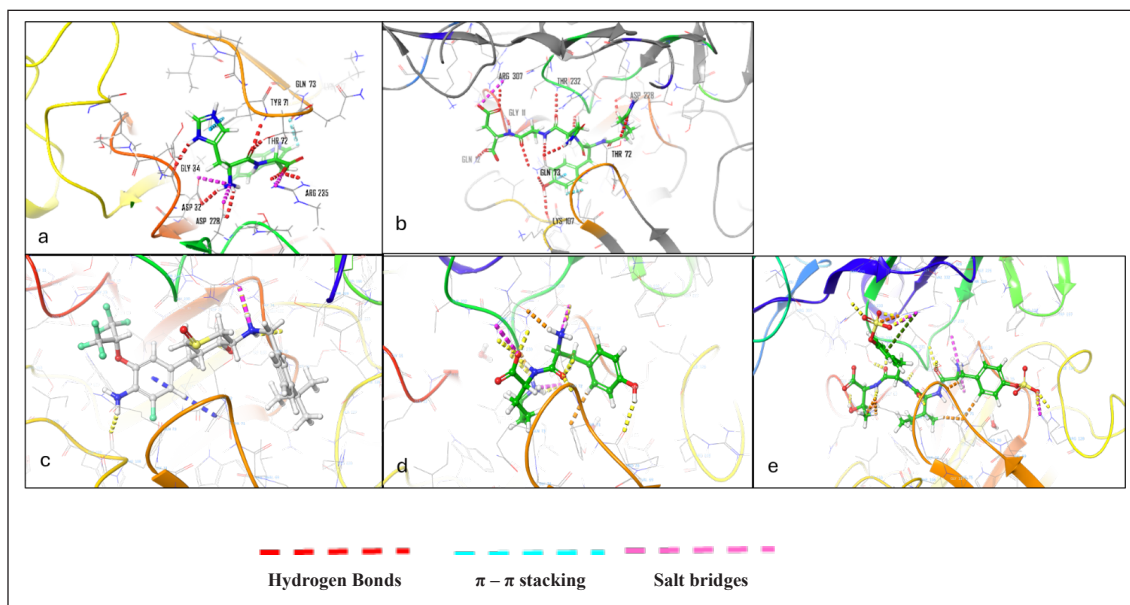 GLN 73
TYR 71
THR 72
GLY 34
ARG 235
ASP 32
ASP 228
a
ARG 307
THR 232
ASP 228
GLY 11
GLN 12
THR 72
GLN 73
LYS 107
b
c
d
e
Hydrogen Bonds
π – π stacking
Salt bridges